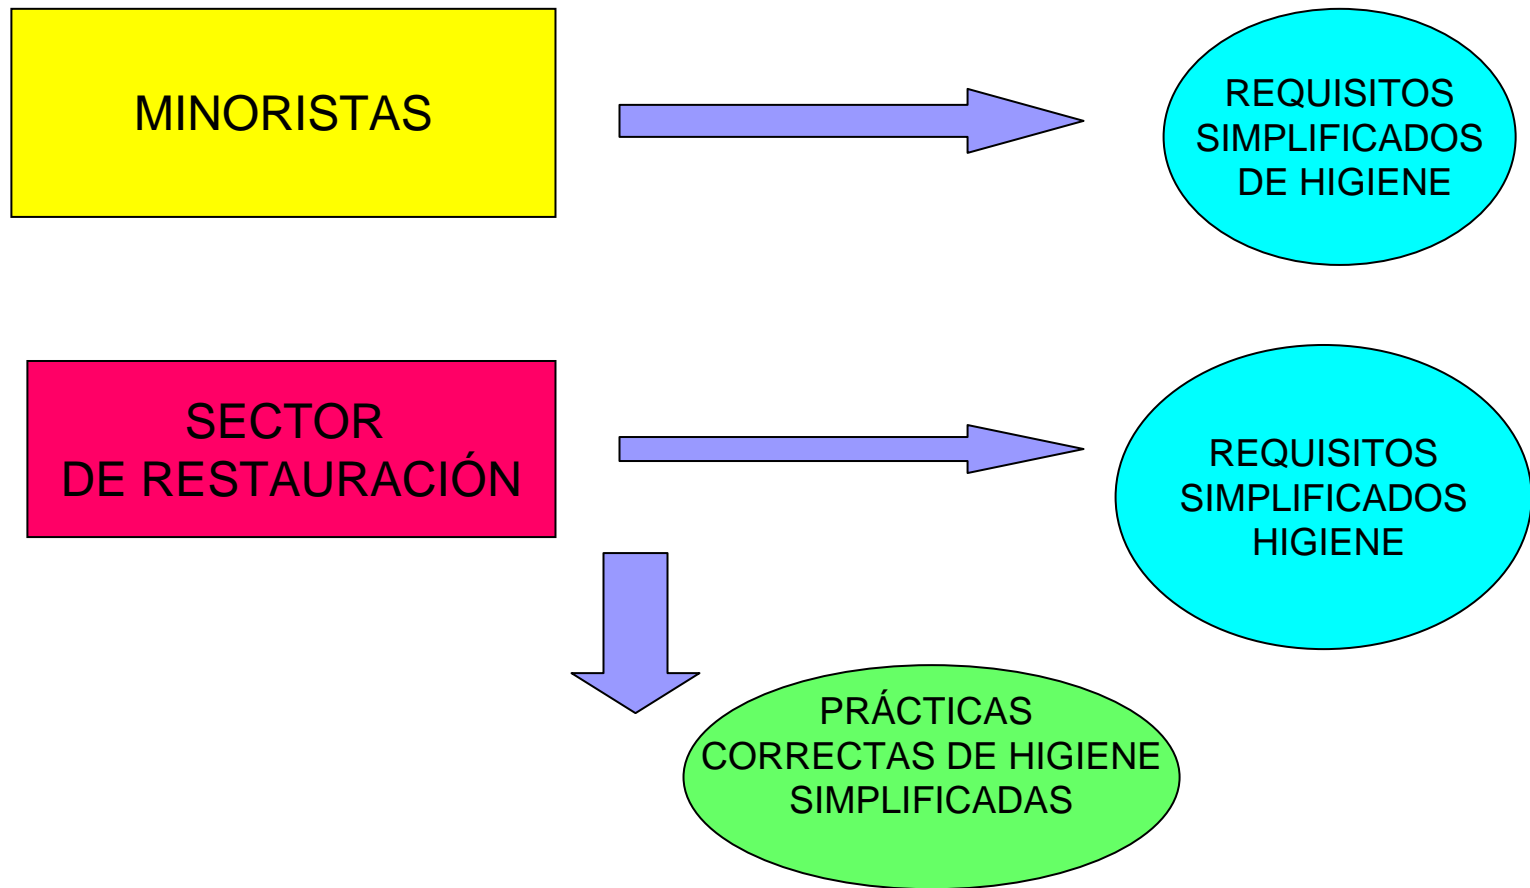 MINORISTAS
REQUISITOS
SIMPLIFICADOS
DE HIGIENE
SECTOR
DE RESTAURACIÓN
REQUISITOS
SIMPLIFICADOS
HIGIENE
PRÁCTICAS
CORRECTAS DE HIGIENE
SIMPLIFICADAS